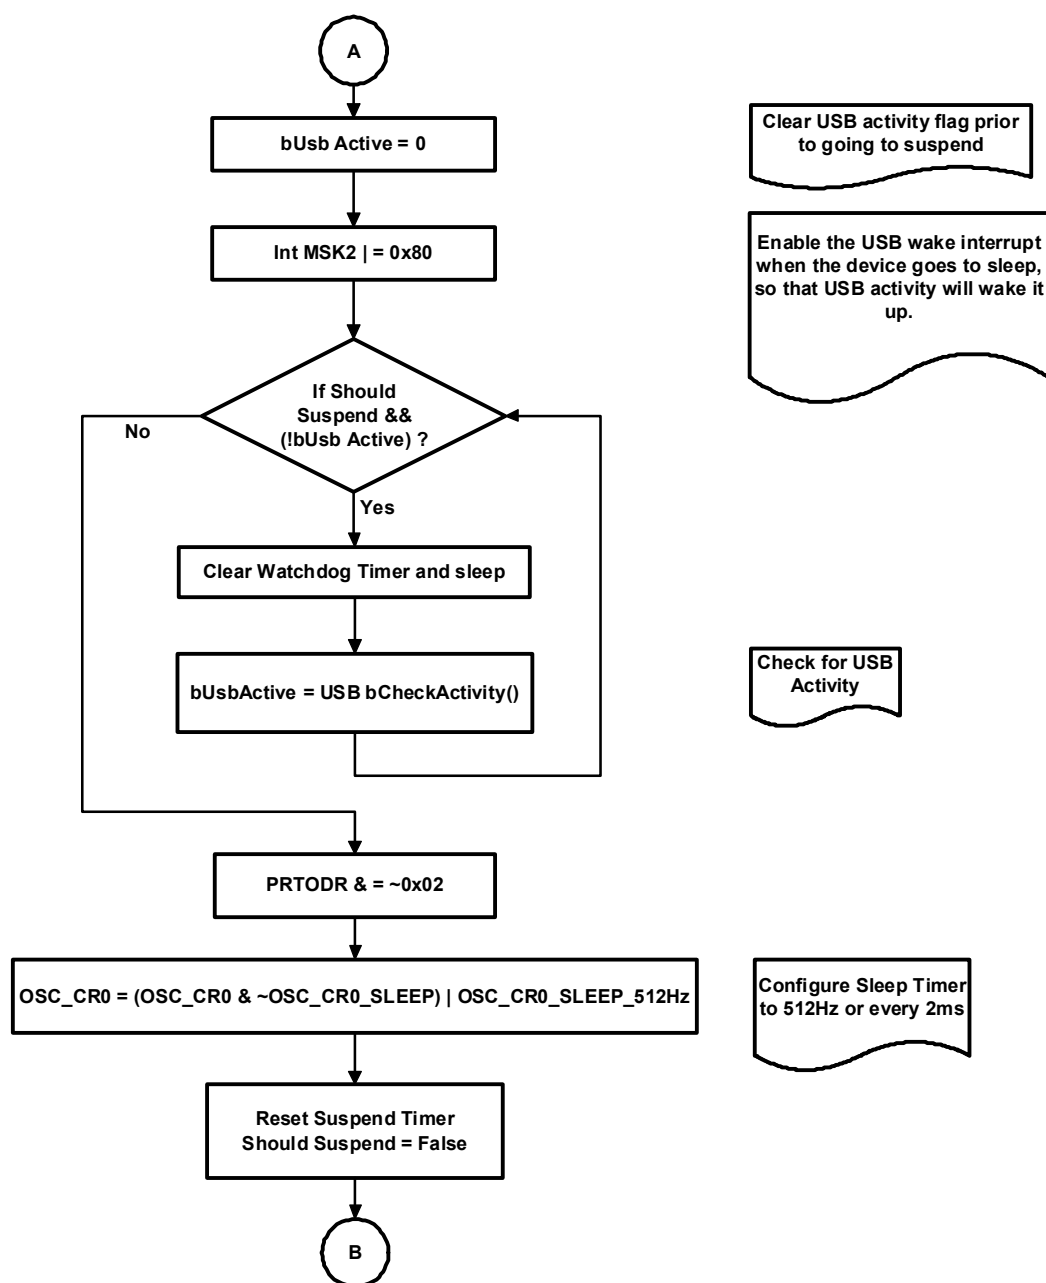 A
bUsb Active = 0
Clear USB activity flag prior
to going to suspend
Int MSK2 | = 0x80
Enable the USB wake interrupt
when the device goes to sleep,
so that USB activity will wake it
up.
If Should
Suspend &&
(!bUsb Active) ?
No
Yes
Clear Watchdog Timer and sleep
bUsbActive = USB bCheckActivity()
Check for USB
Activity
PRTODR & = ~0x02
OSC_CR0 = (OSC_CR0 & ~OSC_CR0_SLEEP) | OSC_CR0_SLEEP_512Hz
Configure Sleep Timer
to 512Hz or every 2ms
Reset Suspend Timer
Should Suspend = False
B